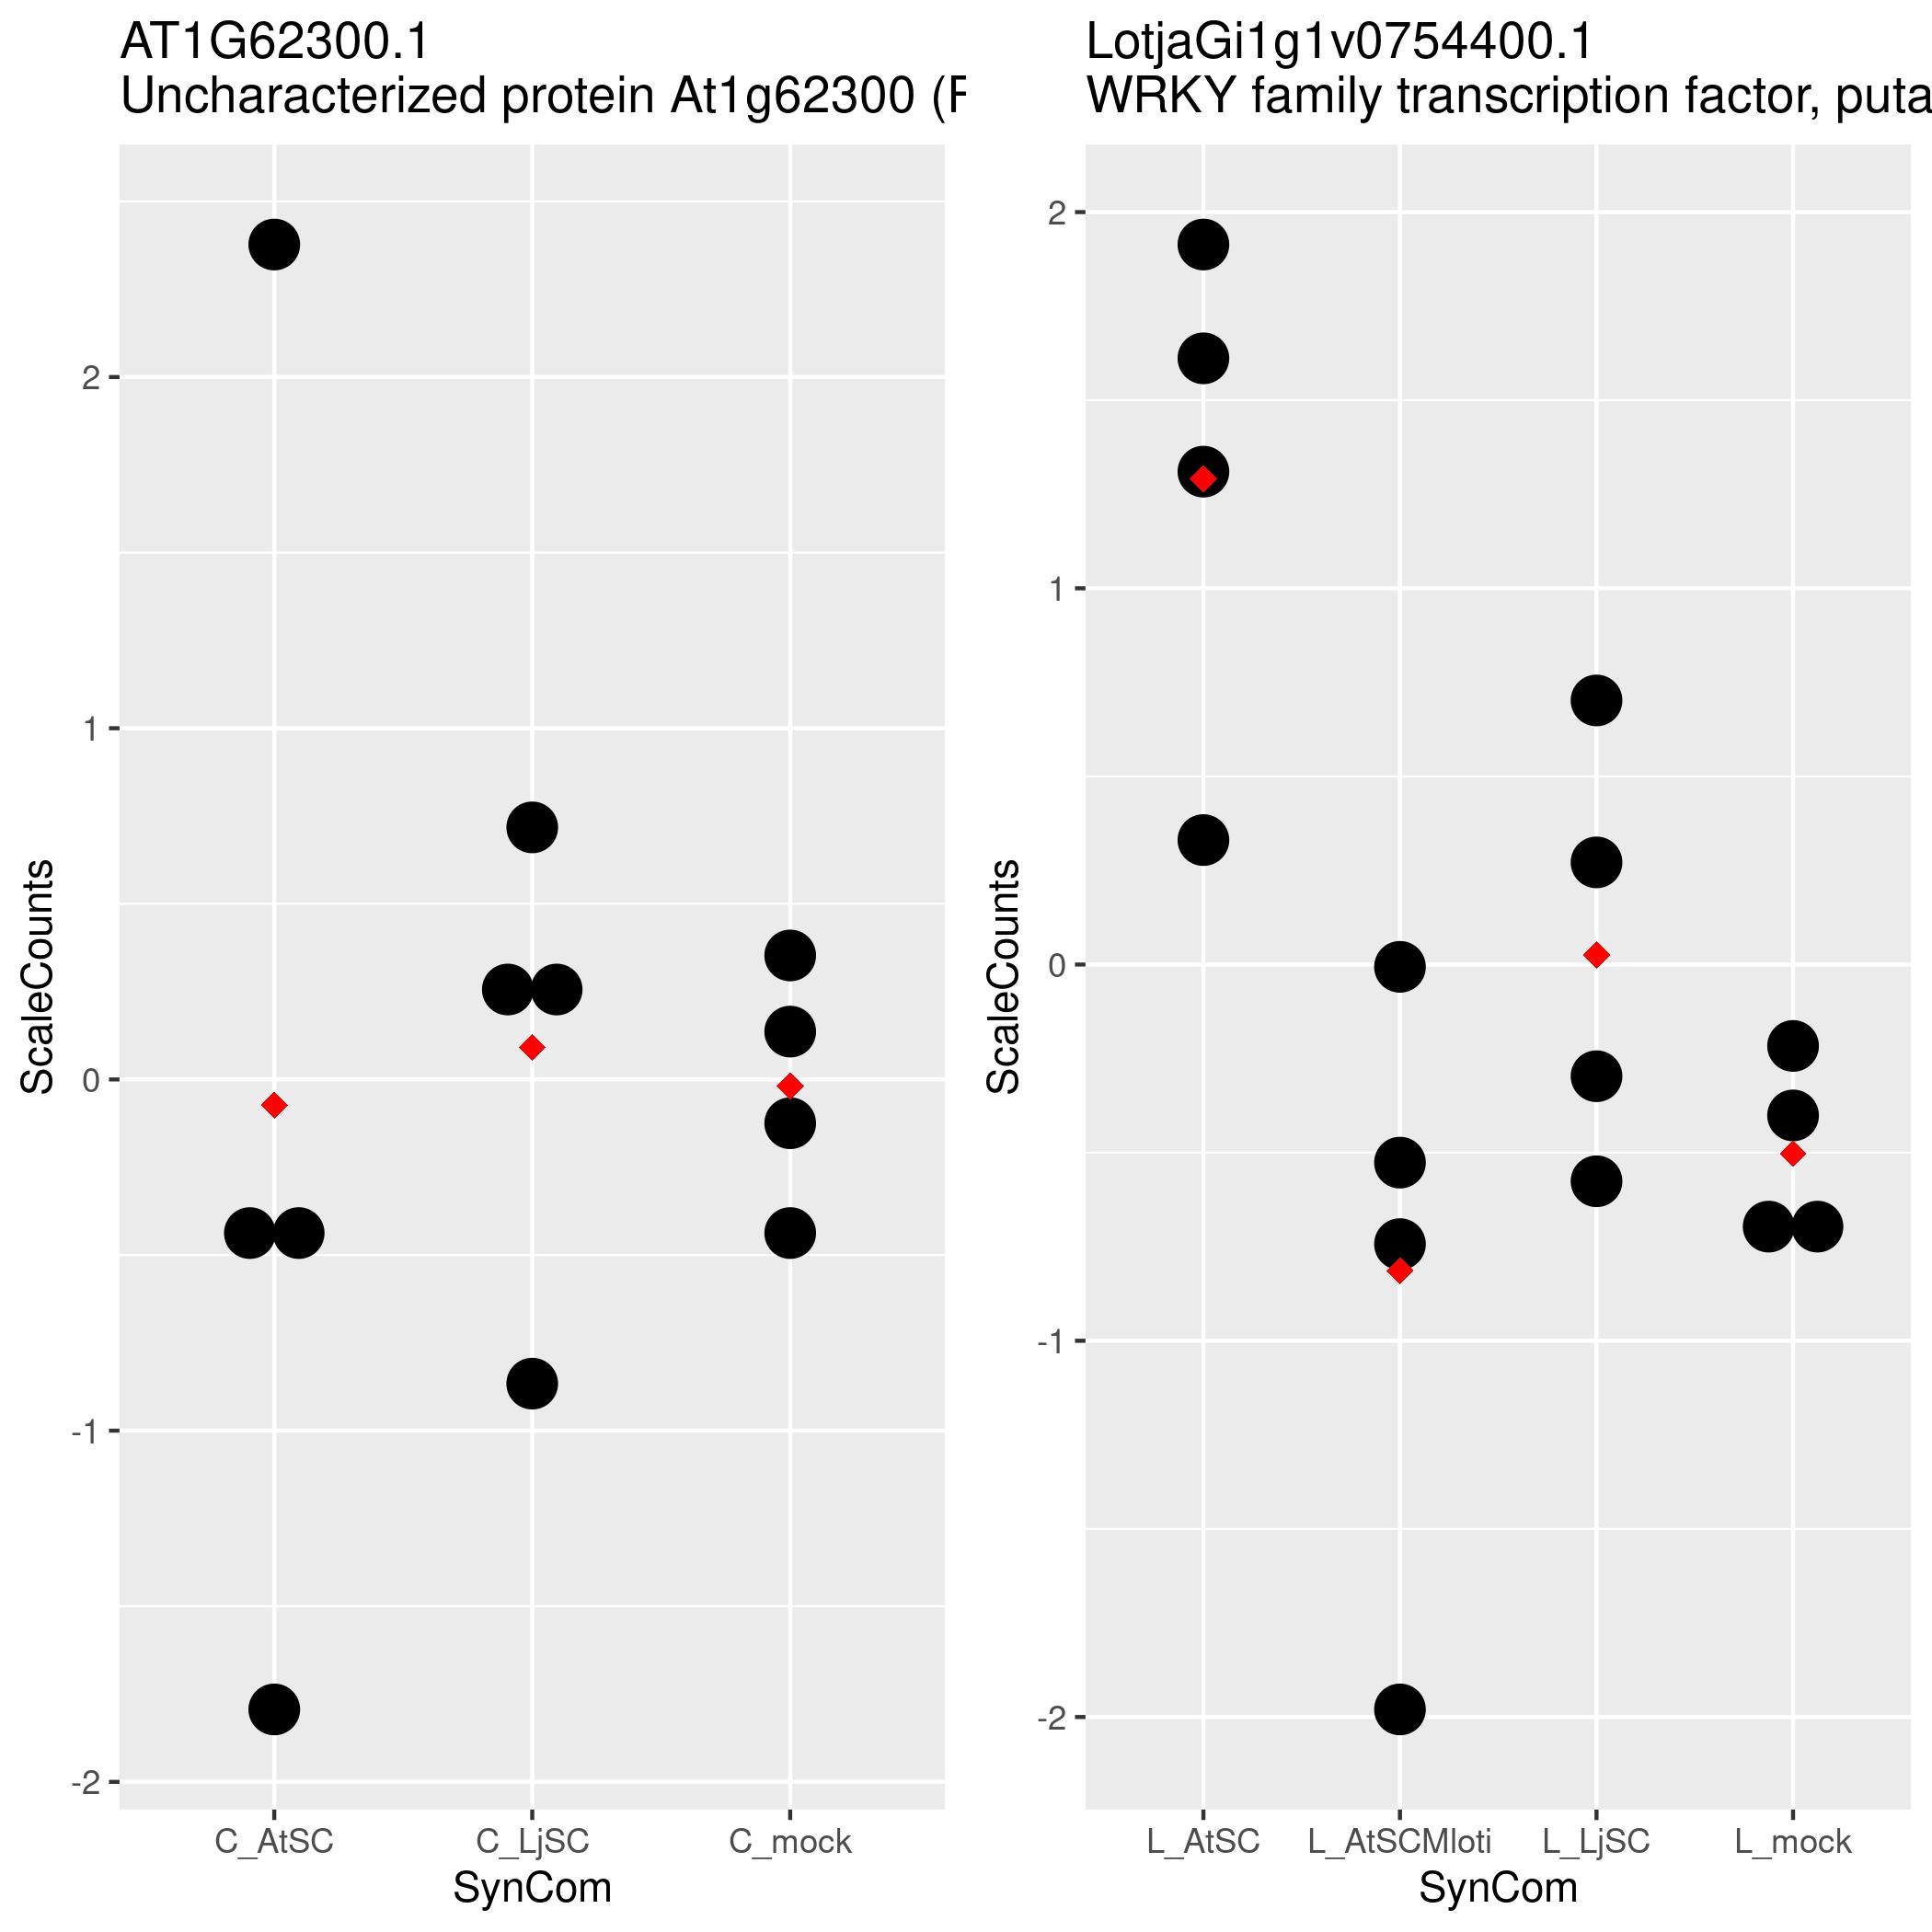 AT1G62300.1
Uncharacterized protein At1g62300 (F
ScaleCounts
2
1
0
-1
-2
C_AtSC C_LjSC C_mock
SynCom
LotjaGi1g1v0754400.1
WRKY family transcription factor, puta
ScaleCounts
2
1
0
-1
-2
L_AtSC L_AtSCMloti L_LjSC L_mock
SynCom